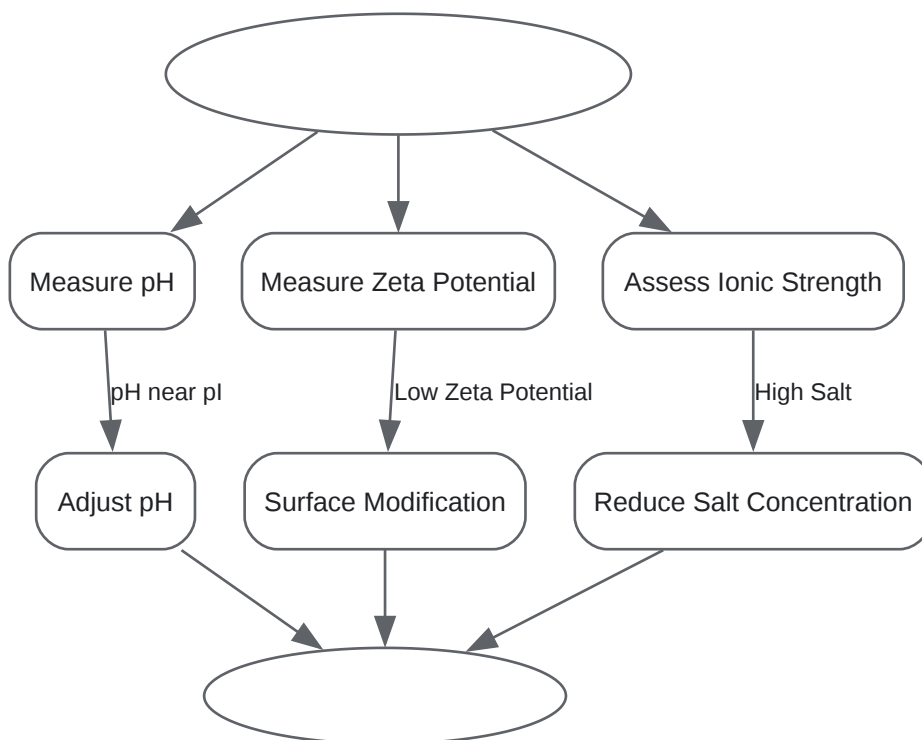 Measure pH
Measure Zeta Potential
Assess Ionic Strength
pH near pI
Low Zeta Potential
High Salt
Adjust pH
Surface Modification
Reduce Salt Concentration